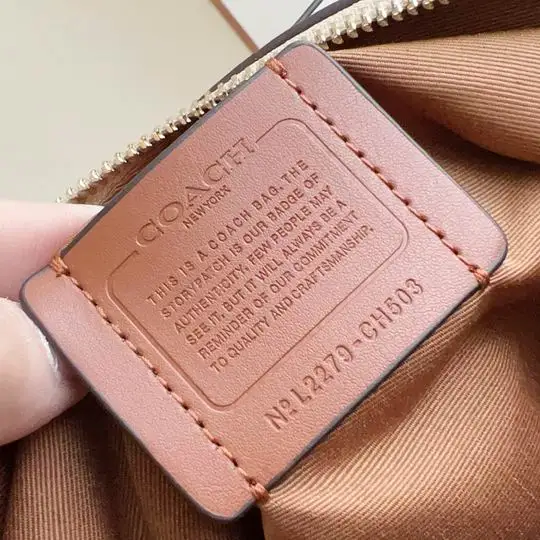 COACH
NEW YORK
THIS IS A COACH BAG. THE
STORYPATCH IS OUR BADGE OF
AUTHENTICITY. FEW PEOPLE MAY
SEE IT, BUT IT WILL ALWAYS BE A
REMINDER OF OUR COMMITMENT
TO QUALITY AND CRAFTSMANSHIP.
Nº L2279-CH503